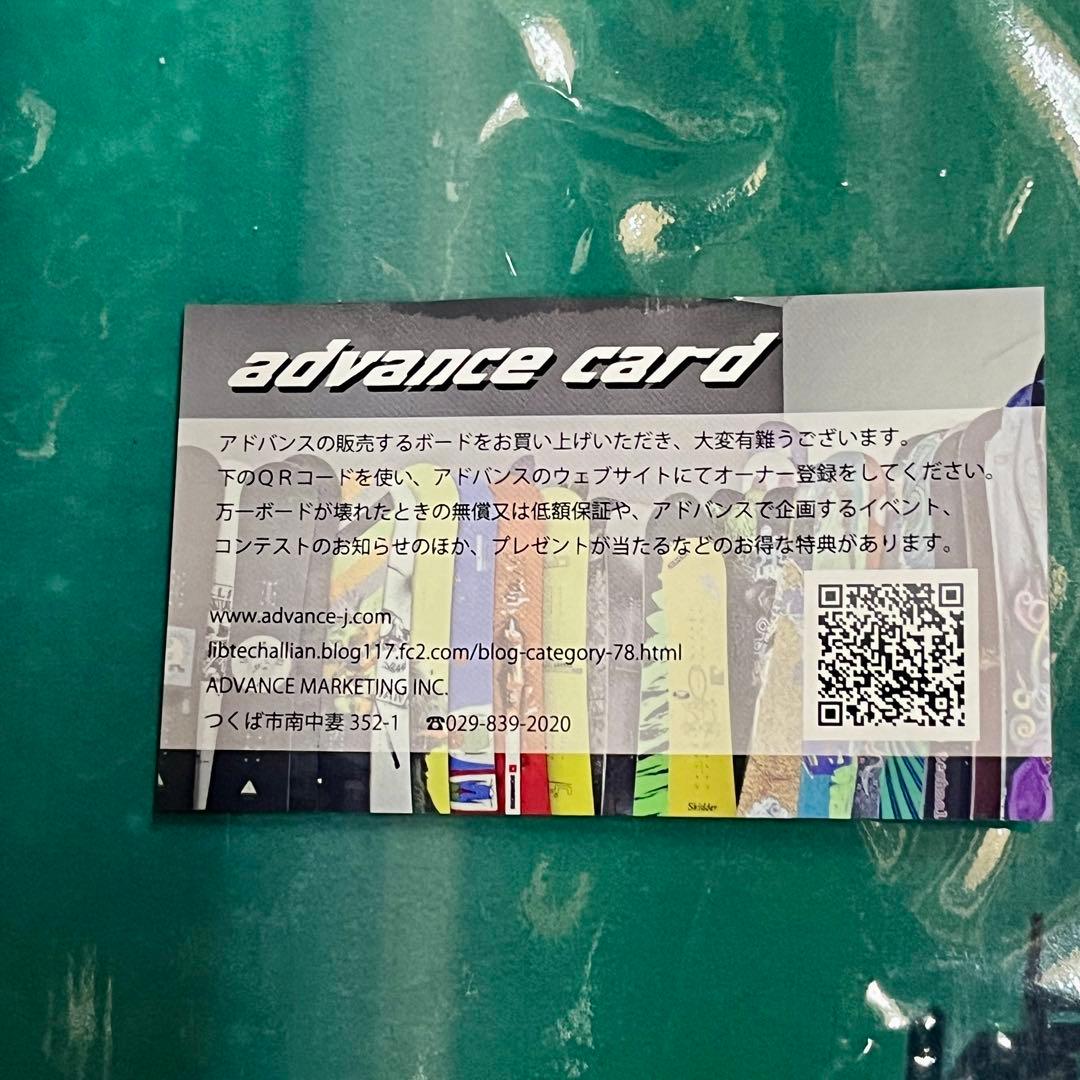 advance card
アドバンスの販売するボードをお買い上げいただき、大変有難うございます。
下のＱＲコードを使い、アドバンスのウェブサイトにてオーナー登録をしてください。
万一ボードが壊れたときの無償又は低額保証や、アドバンスで企画するイベント、
コンテストのお知らせのほか、プレゼントが当たるなどのお得な特典があります。
www.advance-j.com
libtechallian.blog117.fc2.com/blog-category-78.html
ADVANCE MARKETING INC.
つくば市南中妻 352-1 ☎029-839-2020
Skidder